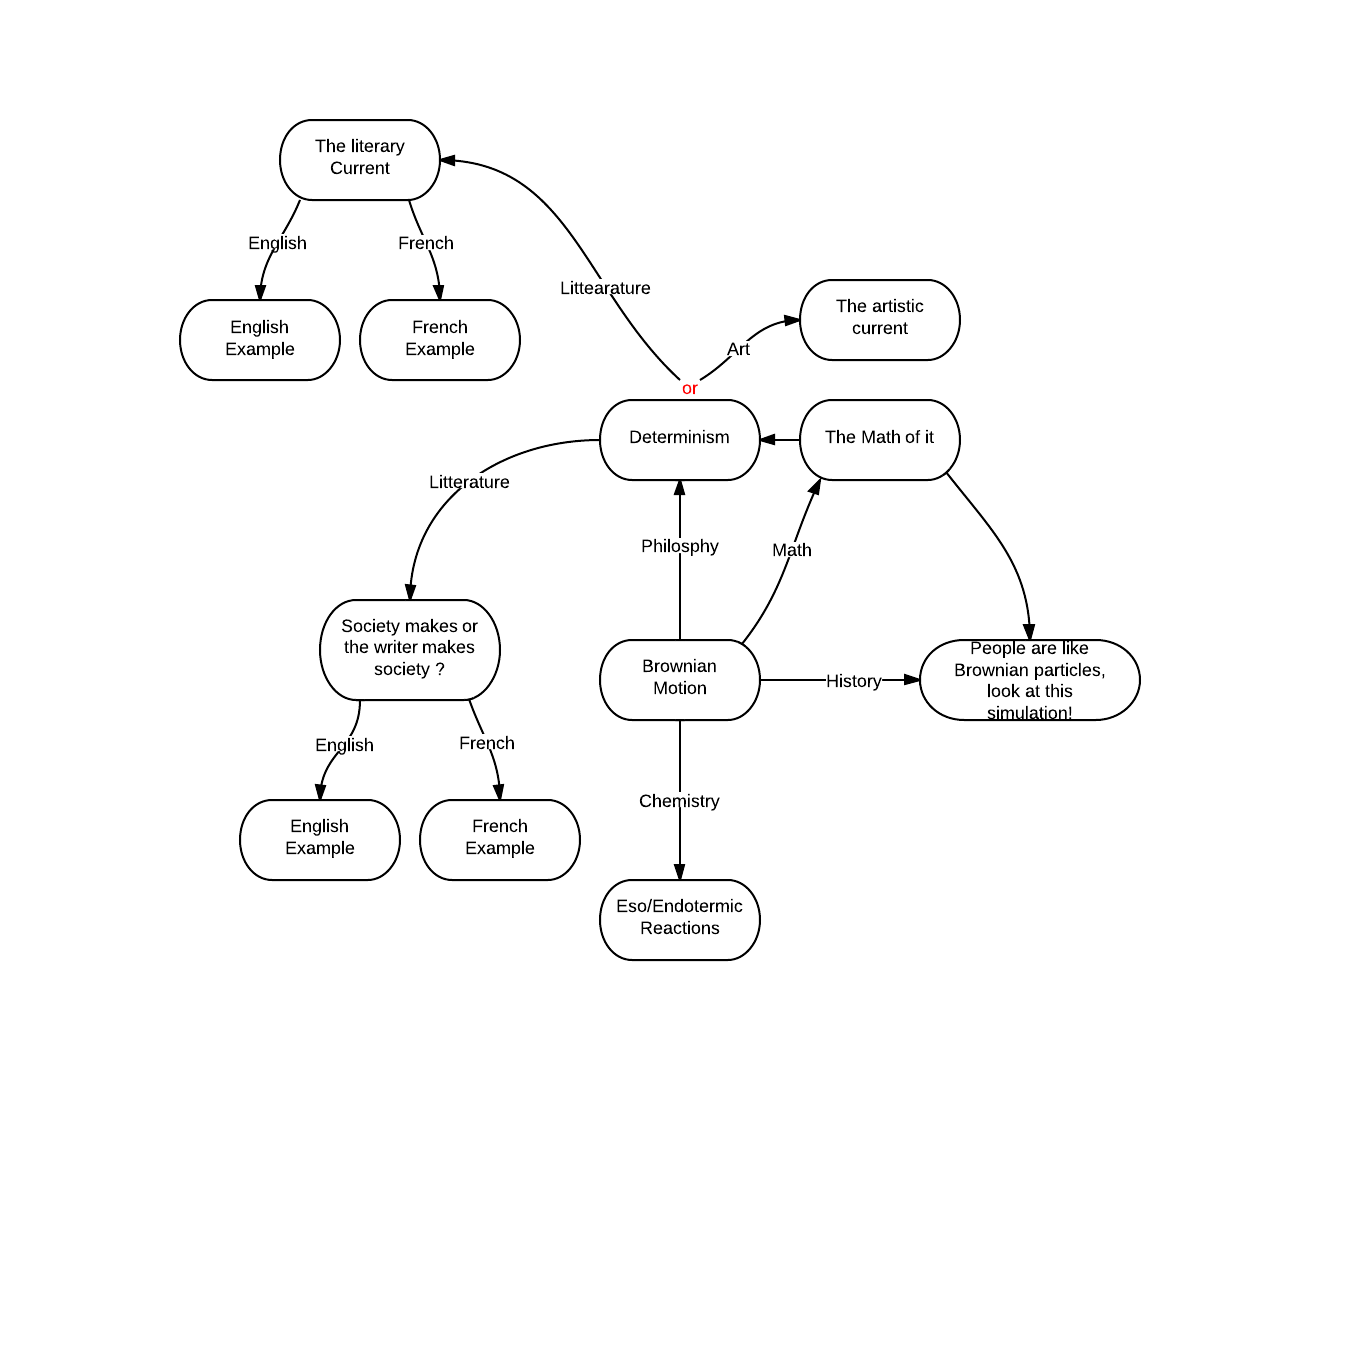 The literary
Current
English
French
English
Example
French
Example
Littearature
Art
The artistic
current
or
Determinism
The Math of it
Litterature
Philosphy
Math
Society makes or
the writer makes
society ?
Brownian
Motion
History
People are like
Brownian particles,
look at this
simulation!
English
French
Chemistry
English
Example
French
Example
Eso/Endotermic
Reactions